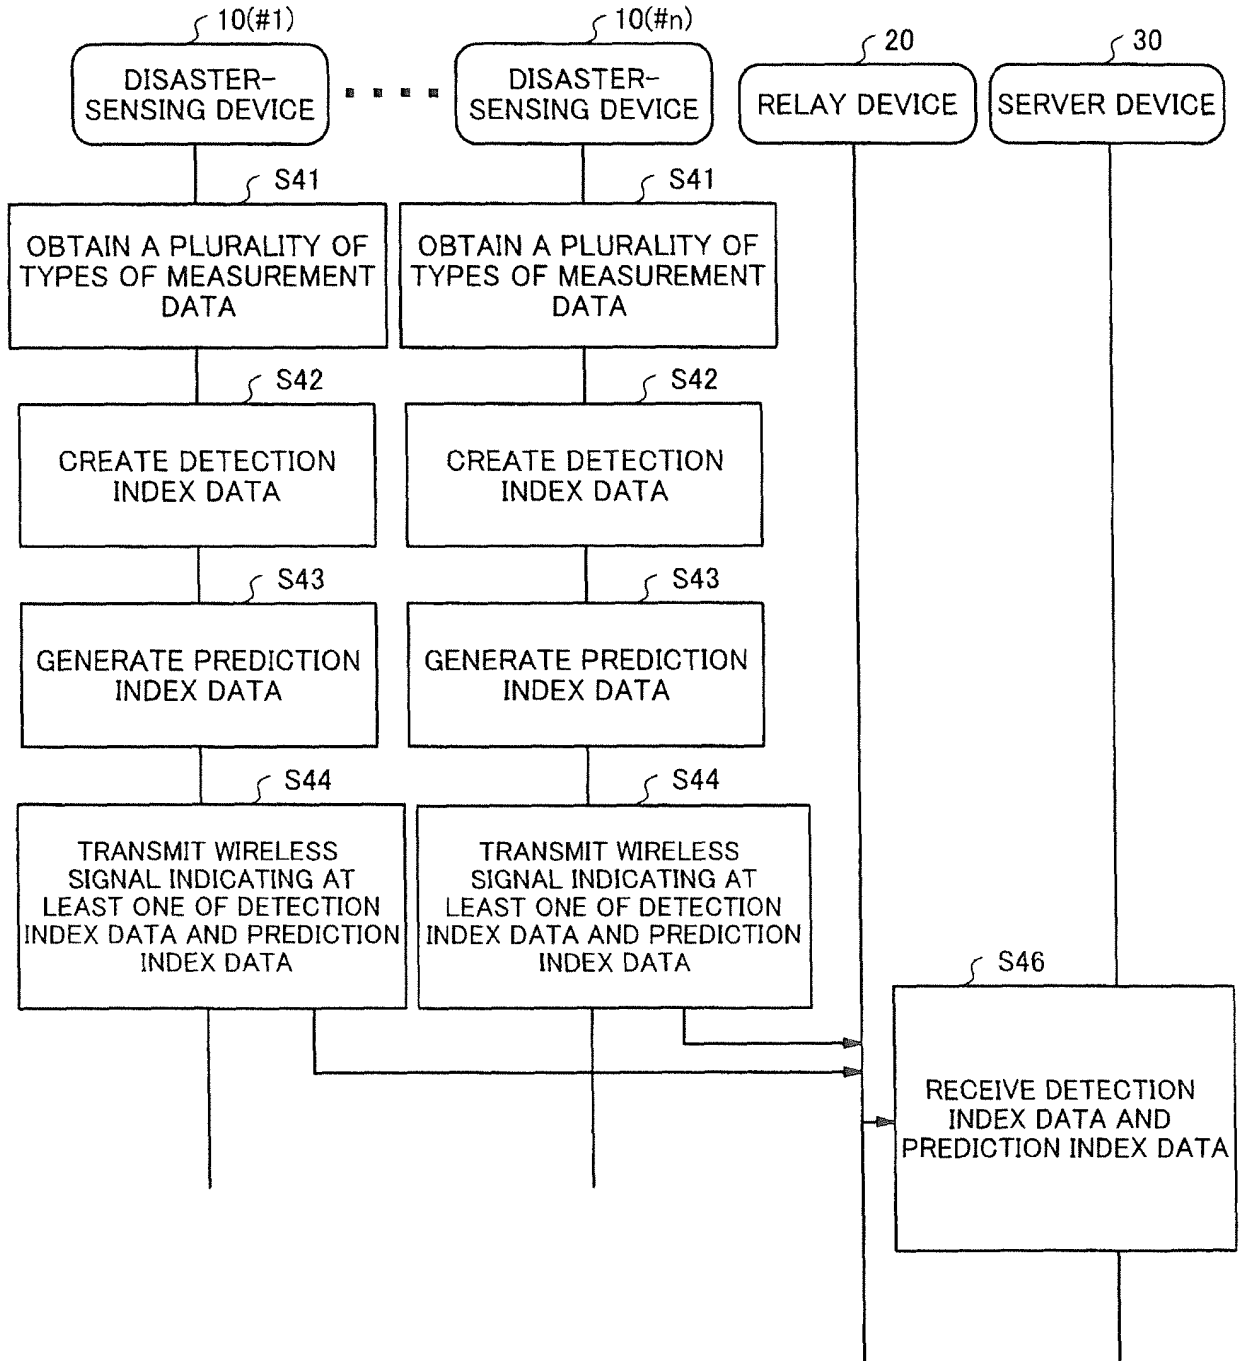 10(#1)
10(#n)
20
30
DISASTER-
SENSING DEVICE
DISASTER-
SENSING DEVICE
RELAY DEVICE
SERVER DEVICE
S41
S41
OBTAIN A PLURALITY OF
TYPES OF MEASUREMENT
DATA
OBTAIN A PLURALITY OF
TYPES OF MEASUREMENT
DATA
S42
S42
CREATE DETECTION
INDEX DATA
CREATE DETECTION
INDEX DATA
S43
S43
GENERATE PREDICTION
INDEX DATA
GENERATE PREDICTION
INDEX DATA
S44
S44
TRANSMIT WIRELESS
SIGNAL INDICATING AT
LEAST ONE OF DETECTION
INDEX DATA AND PREDICTION
INDEX DATA
TRANSMIT WIRELESS
SIGNAL INDICATING AT
LEAST ONE OF DETECTION
INDEX DATA AND PREDICTION
INDEX DATA
S46
RECEIVE DETECTION
INDEX DATA AND
PREDICTION INDEX DATA